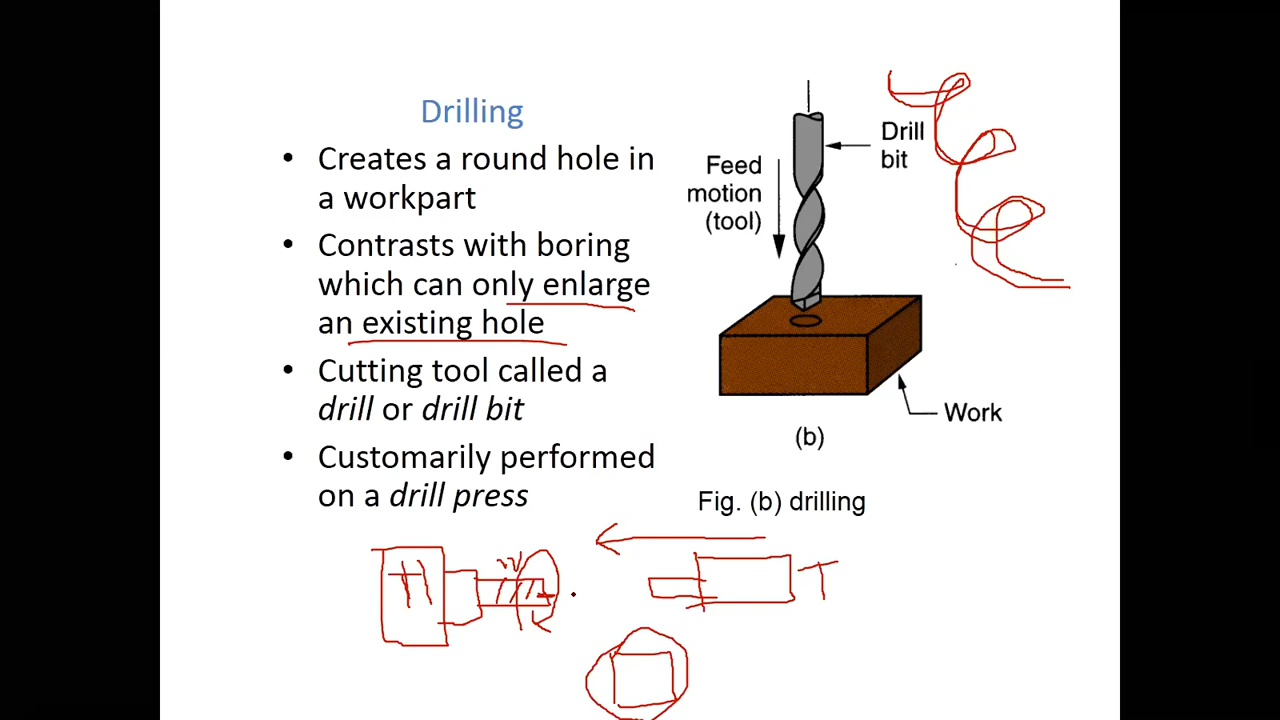 Drilling
• Creates a round hole in
a workpart
• Contrasts with boring
which can only enlarge
an existing hole
• Cutting tool called a
drill or drill bit
• Customarily performed
on a drill press
Drill
bit
Feed
motion
(tool)
Work
(b)
Fig. (b) drilling
T